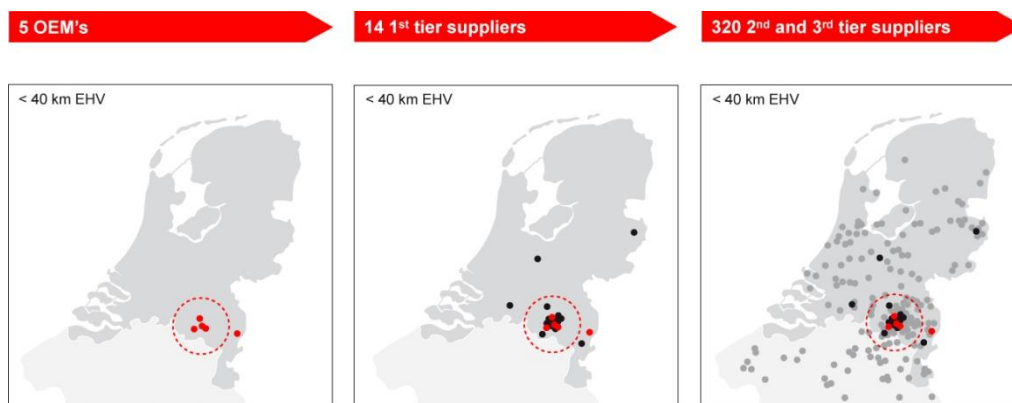 5 OEM's
14 1st tier suppliers
320 2nd and 3rd tier suppliers
< 40 km EHV
< 40 km EHV
< 40 km EHV